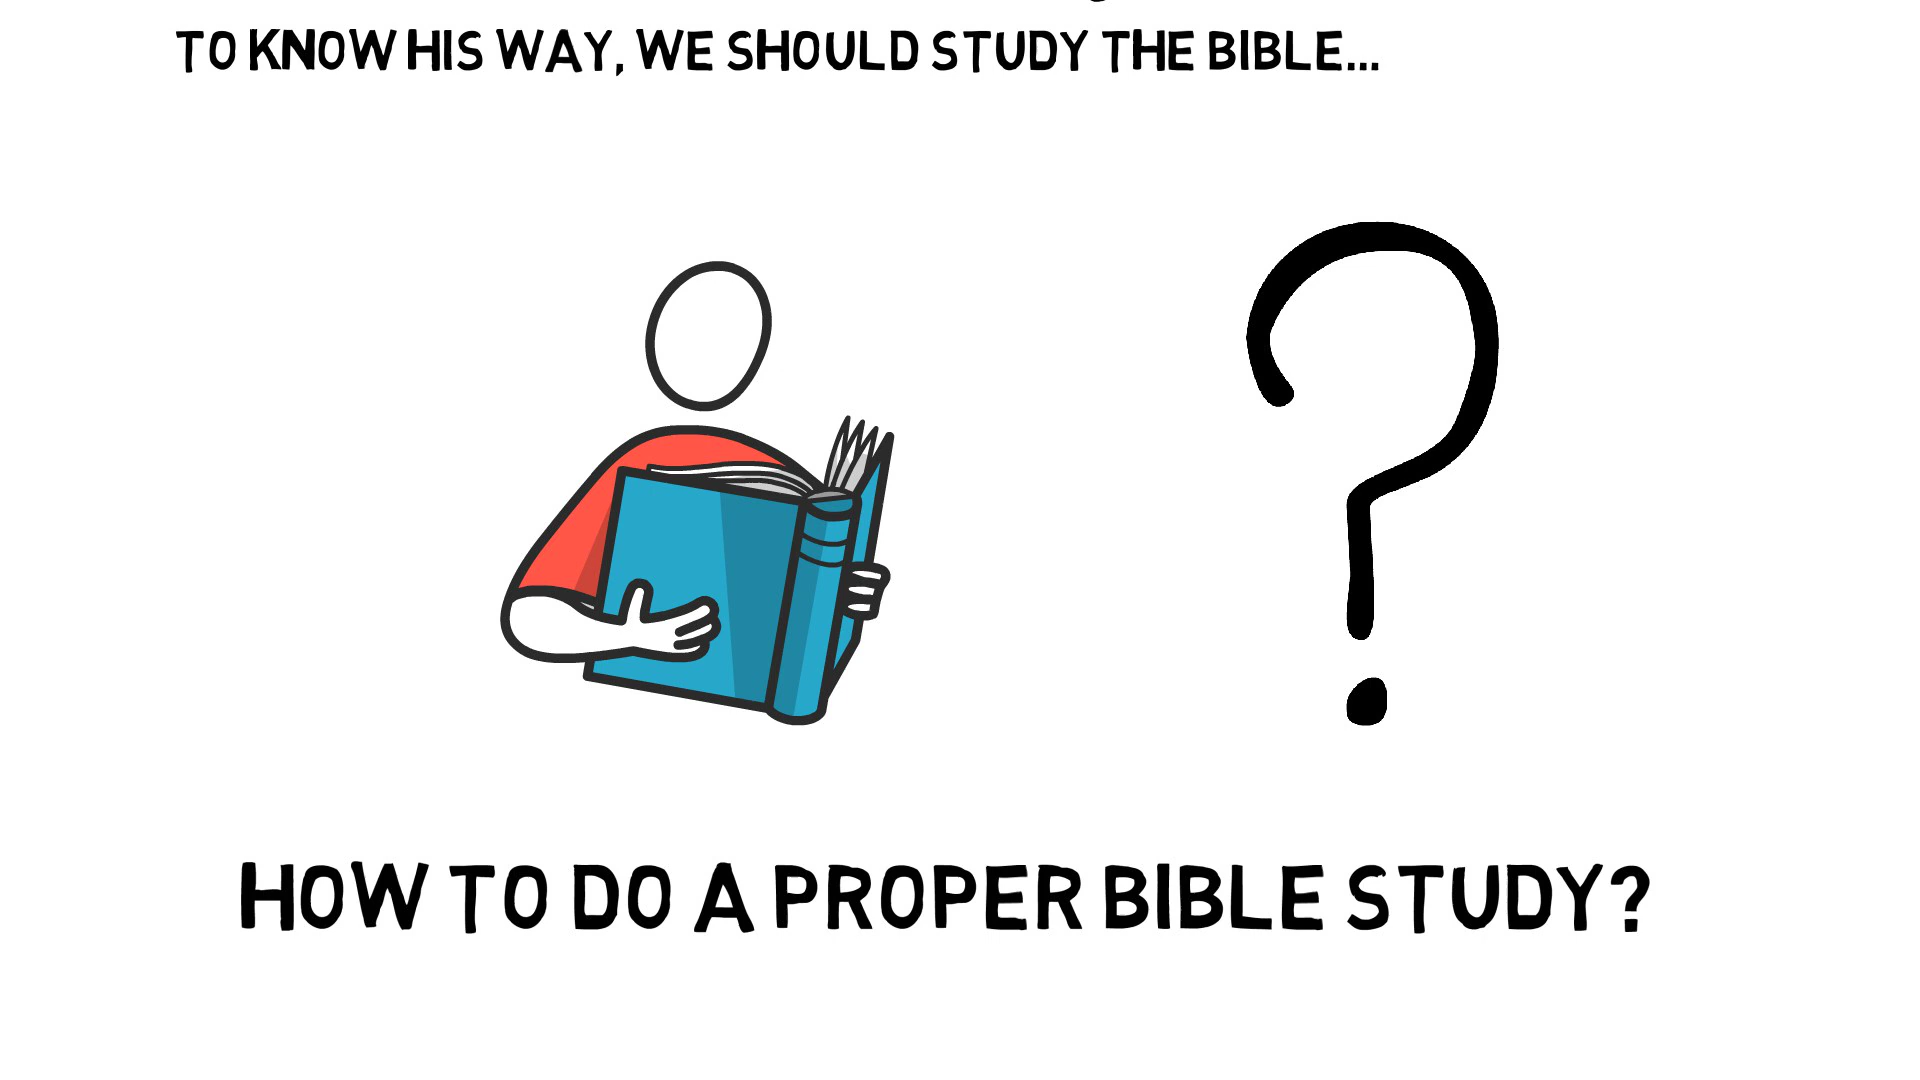 TO KNOW HIS WAY, WE SHOULD STUDY THE BIBLE...
HOW TO DO A PROPER BIBLE STUDY?